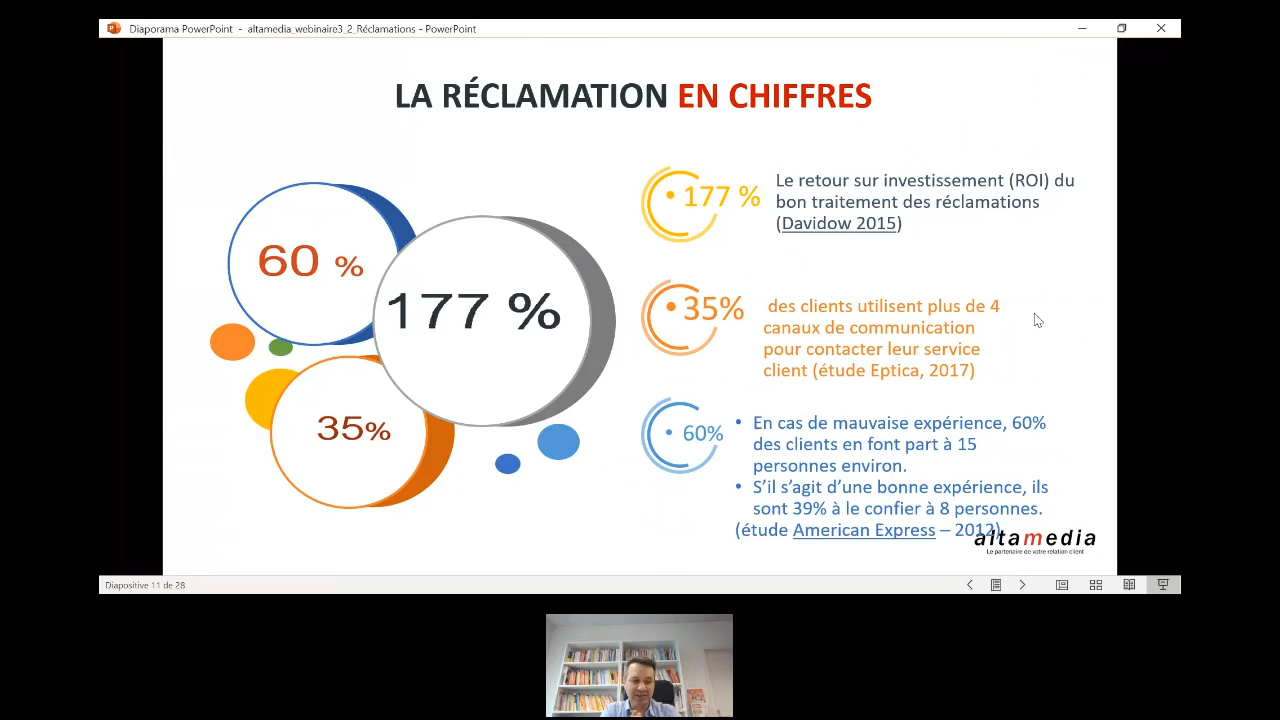 Diaporama PowerPoint - altamedia_webinaire3_2_Réclamations - PowerPoint
LA RÉCLAMATION EN CHIFFRES
60 %
177 %
35%
• 177 %
Le retour sur investissement (ROI) du
bon traitement des réclamations
(Davidow 2015)
• 35%
des clients utilisent plus de 4
canaux de communication
pour contacter leur service
client (étude Eptica, 2017)
• 60%
• En cas de mauvaise expérience, 60%
des clients en font part à 15
personnes environ.
• S’il s’agit d’une bonne expérience, ils
sont 39% à le confier à 8 personnes.
(étude American Express – 2012)
altamedia
Le partenaire de votre relation client
Diapositive 11 de 28